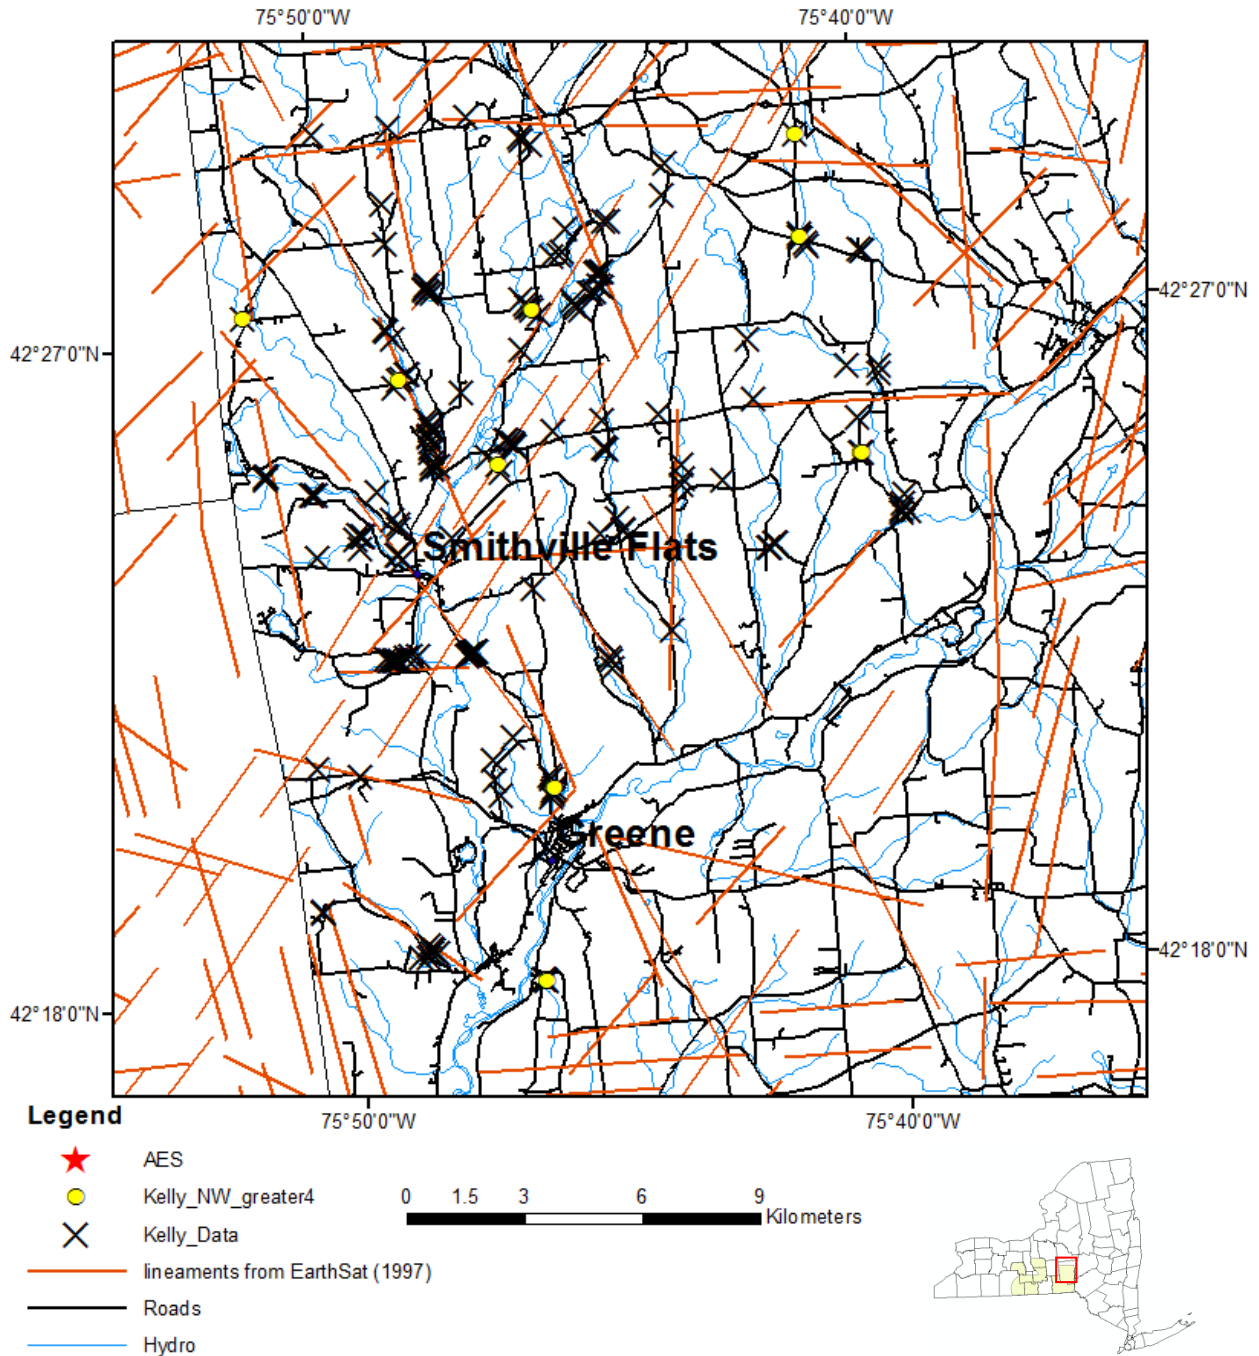 75°50'0"W 75°40'0"W
42°27'0"N
42°27'0"N
Smithville Flats
Greene
42°18'0"N
42°18'0"N
75°50'0"W 75°40'0"W
Legend
AES
Kelly_NW_greater4
Kelly_Data
lineaments from EarthSat (1997)
Roads
Hydro
0 1.5 3 6 9
Kilometers